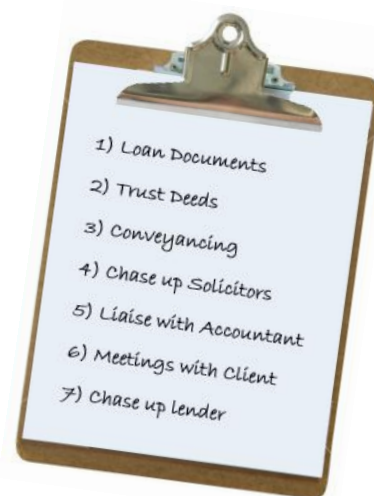 1) Loan Documents
2) Trust Deeds
3) Conveyancing
4) Chase up Solicitors
5) Liaise with Accountant
6) Meetings with Client
7) Chase up lender